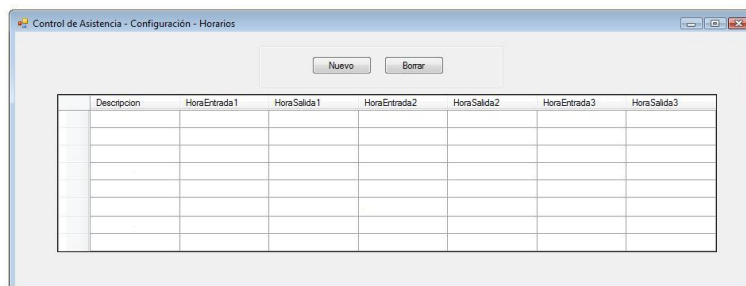 Control de Asistencia - Configuración - Horarios
Nuevo Borrar
Descripcion HoraEntrada1 HoraSalida1 HoraEntrada2 HoraSalida2 HoraEntrada3 HoraSalida3